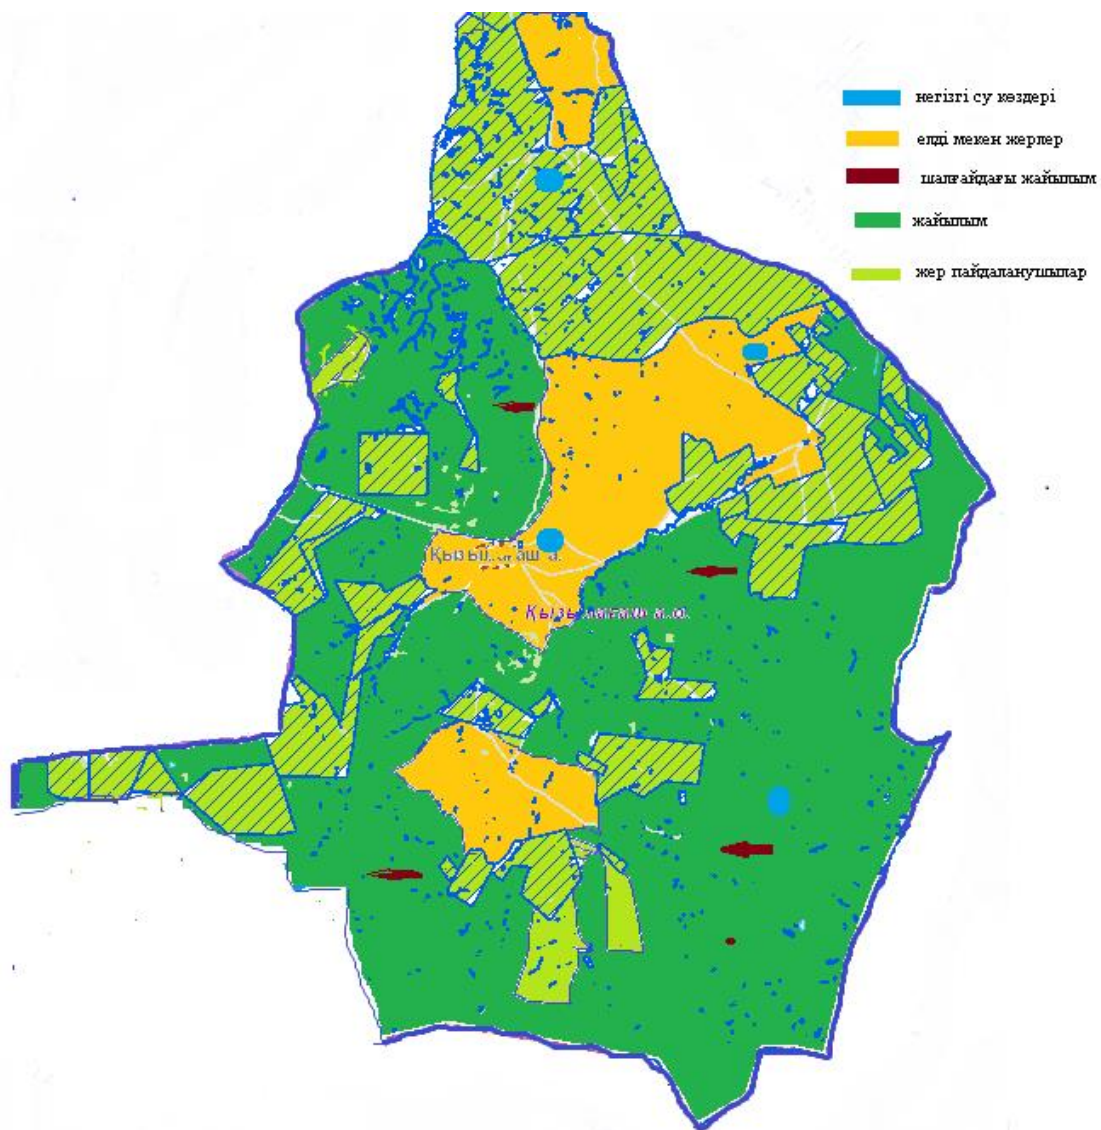 негізгі су көздері
елді мекен жерлер
шалғайдағы жайылым
жайылым
жер пайдаланушылар